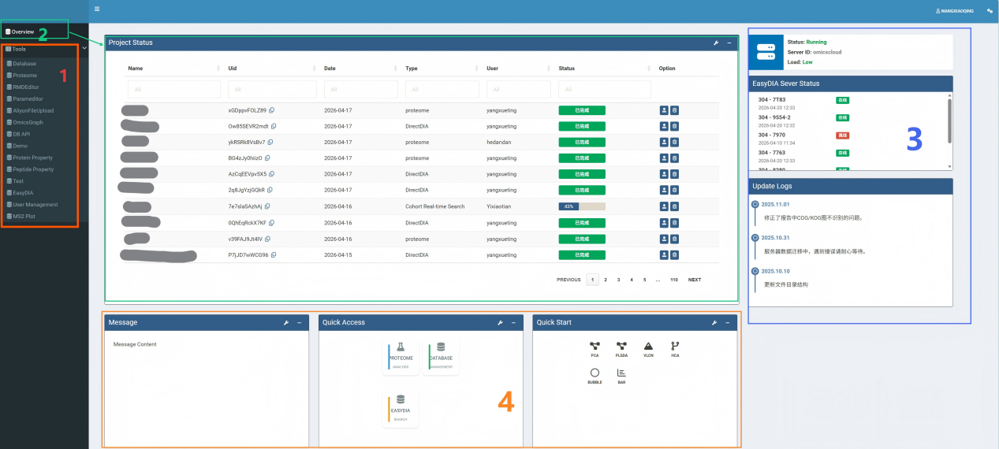 WANGXIAOQING
Overview
2
Tools
1
Database
Proteome
RMDEditor
Parameditor
AliyunFileUpload
OmicsGraph
DB API
Demo
Protein Property
Peptide Property
Test
EasyDIA
User Management
MS2 Plot
Project Status
Name Uid Date Type User Status Option
All All All All All All
xGDppvFOLZ89 2026-04-17 proteome yangxueting 已完成
Ow85SEVR2mdt 2026-04-17 DirectDIA yangxueting 已完成
ykRSRk8VsBv7 2026-04-17 proteome hedandan 已完成
BG4zJy0hiizO 2026-04-17 proteome yangxueting 已完成
AzCqEEVpv5X5 2026-04-17 DirectDIA yangxueting 已完成
2q8JgYzjGQkR 2026-04-17 DirectDIA yangxueting 已完成
7e7slaSAzhAj 2026-04-16 Cohort Real-time Search Yixiaotian 43%
0QhEqRckX7KF 2026-04-16 DirectDIA yangxueting 已完成
v39FAJ9Jt4IV 2026-04-16 proteome yangxueting 已完成
P7jJD7wWCG96 2026-04-15 DirectDIA yangxueting 已完成
PREVIOUS 1 2 3 4 5 ... 110 NEXT
Status: Running
Server ID: omicscloud
Load: Low
EasyDIA Sever Status
304 - 7T83 在线
2026-04-20 12:33
304 - 9554-2 在线
2026-04-20 12:32
304 - 7970 离线
2026-04-10 11:34
304 - 7763 在线
2026-04-20 12:33
304 - 8280 在线
3
Update Logs
2025.11.01
修正了报告中COG/KOG图不识别的问题。
2025.10.31
服务器数据迁移中，遇到错误请耐心等待。
2025.10.10
更新文件目录结构
Message
Message Content
Quick Access
PROTEOME
ANALYSIS
DATABASE
MANAGEMENT
EASYDIA
SEARCH
4
Quick Start
PCA PLSDA VLCN HCA
BUBBLE BAR